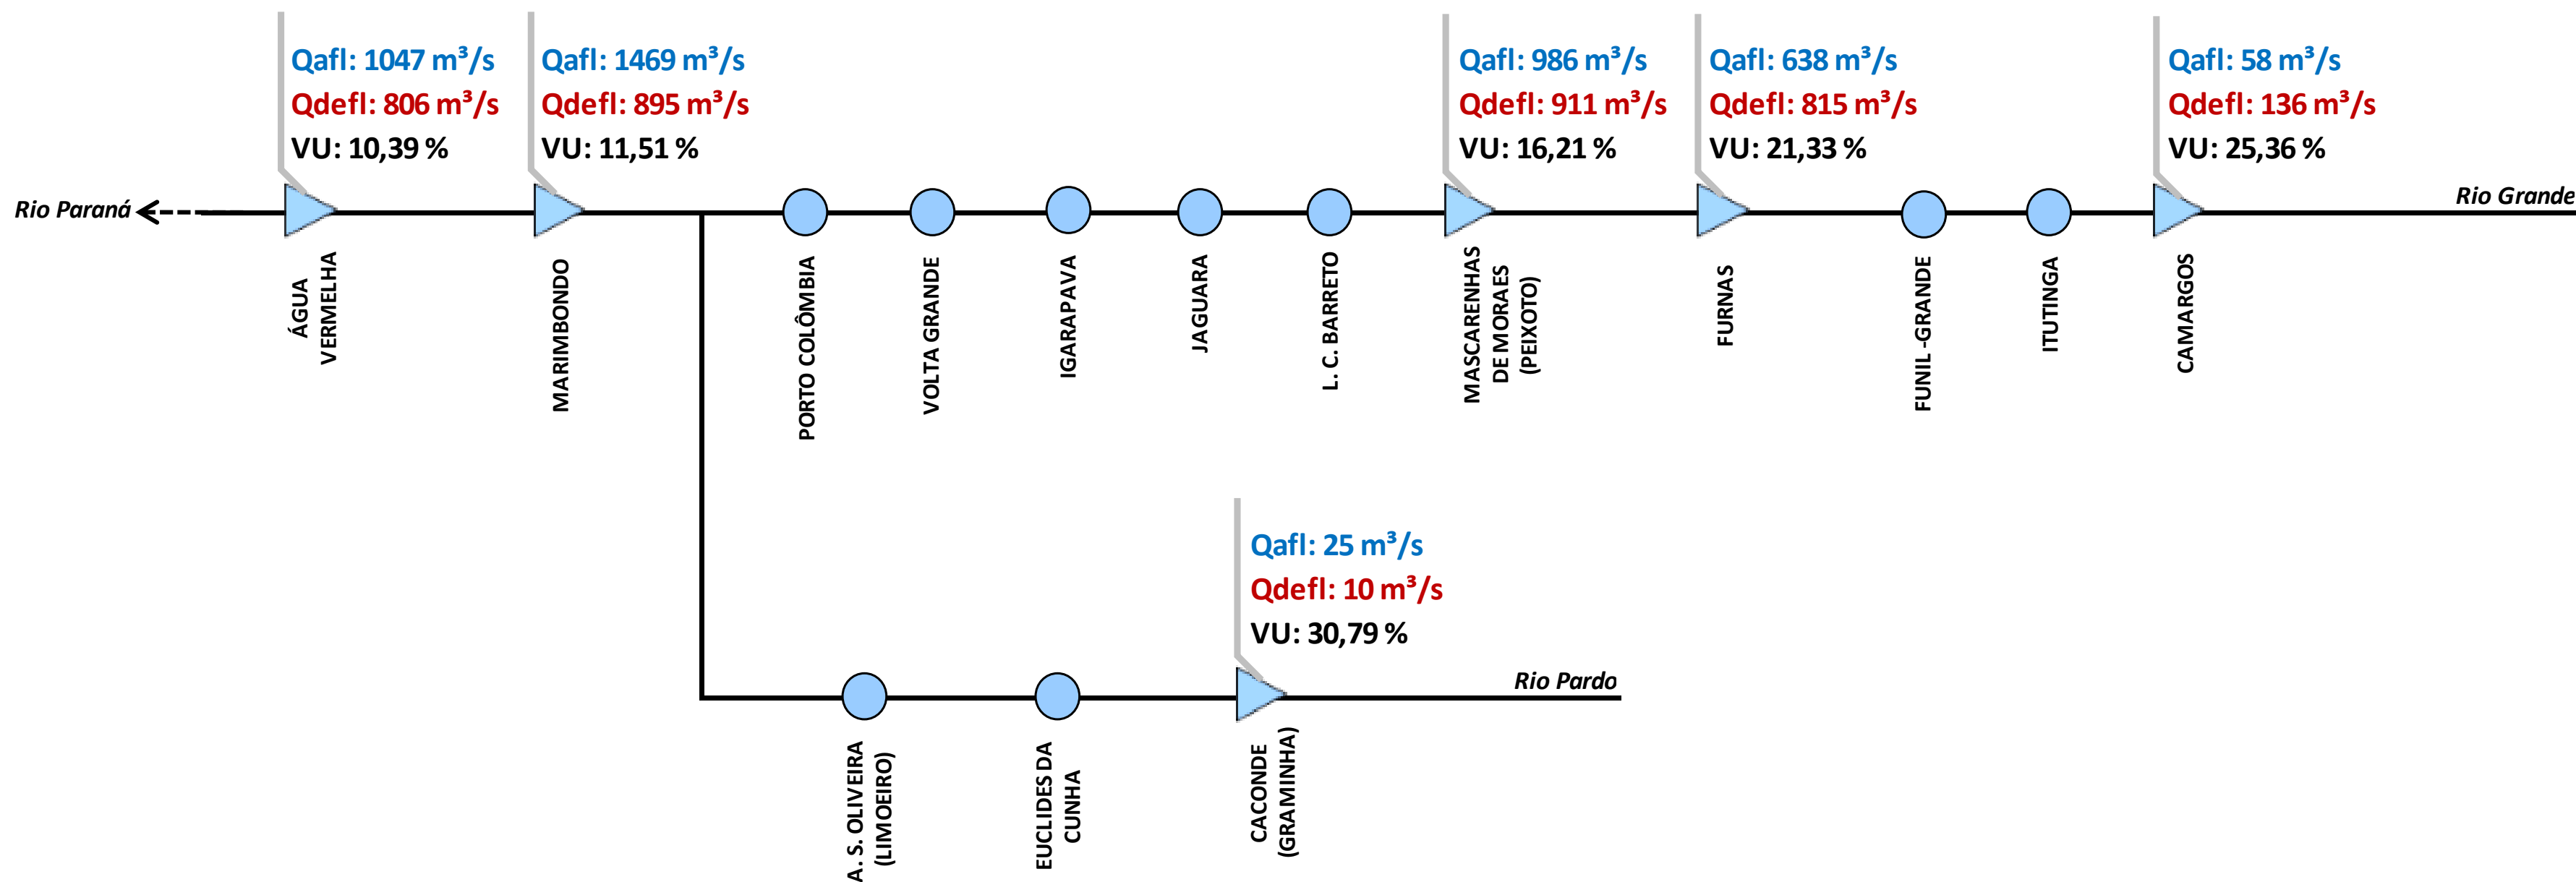 Qafl: 1047 m³/s
Qdefl: 806 m³/s
VU: 10,39 %
Qafl: 1469 m³/s
Qdefl: 895 m³/s
VU: 11,51 %
Qafl: 986 m³/s
Qdefl: 911 m³/s
VU: 16,21 %
Qafl: 638 m³/s
Qdefl: 815 m³/s
VU: 21,33 %
Qafl: 58 m³/s
Qdefl: 136 m³/s
VU: 25,36 %
Rio Paraná
Rio Grande
ÁGUA
VERMELHA
MARIMBONDO
PORTO COLÔMBIA
VOLTA GRANDE
IGARAPAVA
JAGUARA
L. C. BARRETO
MASCARENHAS
DE MORAES
(PEIXOTO)
FURNAS
FUNIL -GRANDE
ITUTINGA
CAMARGOS
Qafl: 25 m³/s
Qdefl: 10 m³/s
VU: 30,79 %
Rio Pardo
A. S. OLIVEIRA
(LIMOEIRO)
EUCLIDES DA
CUNHA
CACONDE
(GRAMINHA)